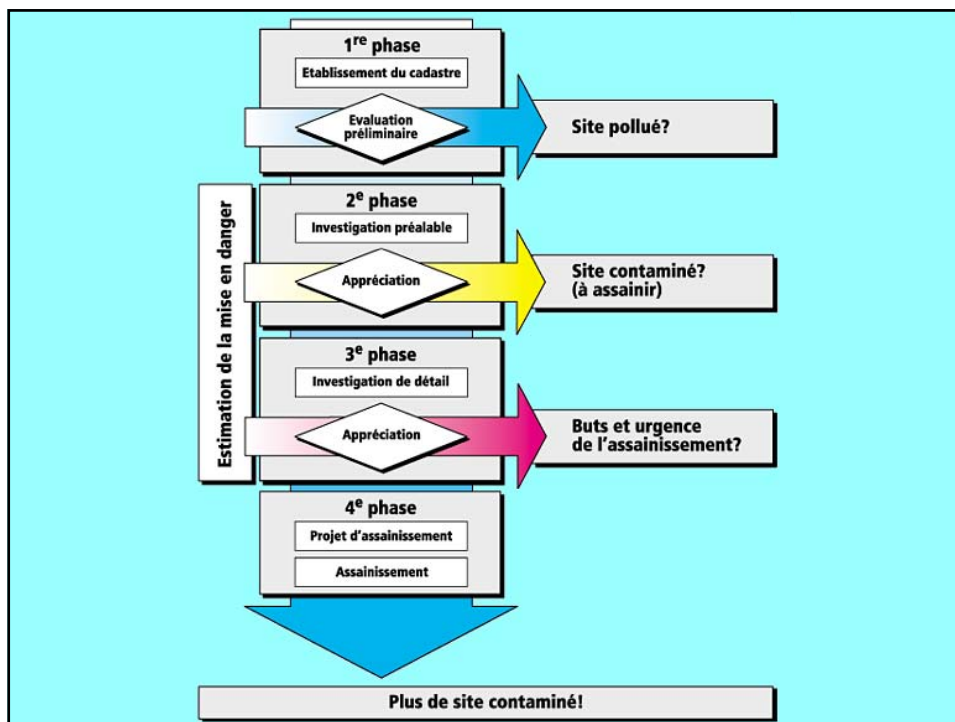 1re phase
Etablissement du cadastre
Evaluation
préliminaire
Site pollué?
Estimation de la mise en danger
2e phase
Investigation préalable
Appréciation
Site contaminé?
(à assainir)
3e phase
Investigation de détail
Appréciation
Buts et urgence
de l'assainissement?
4e phase
Projet d'assainissement
Assainissement
Plus de site contaminé!